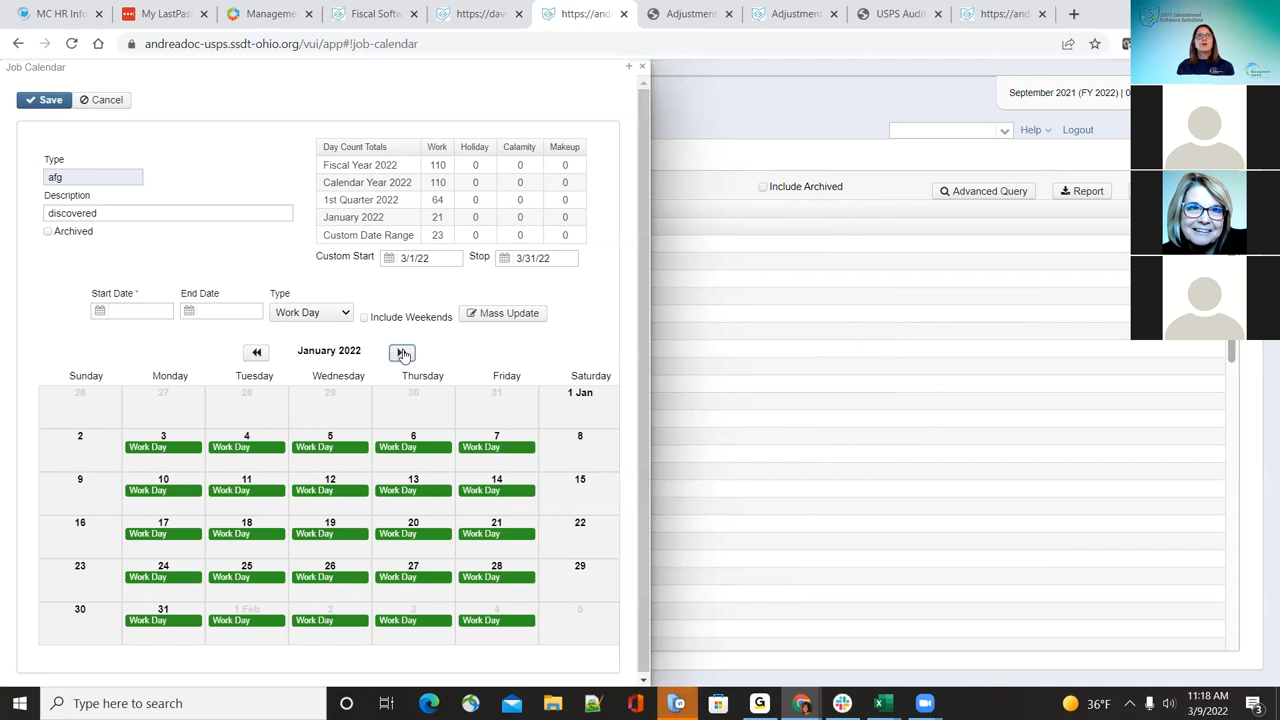 MC HR Info
My LastPass
Manageme
Fiscal Softw
https://dav
https://and
Adjustment
Adjustment
USPS
https://and
andreadoc-usps.ssdt-ohio.org/vui/app#!job-calendar
SSDT Educational
Software Solutions
Job Calendar
September 2021 (FY 2022) | 0
Save
Cancel
Help
Logout
Type
afg
Description
discovered
Archived
Day Count Totals Work Holiday Calamity Makeup
Fiscal Year 2022 110 0 0 0
Calendar Year 2022 110 0 0 0
1st Quarter 2022 64 0 0 0
January 2022 21 0 0 0
Custom Date Range 23 0 0 0
Custom Start 3/1/22 Stop 3/31/22
Include Archived
Advanced Query
Report
Start Date * End Date Type
Work Day
Include Weekends
Mass Update
January 2022
Sunday Monday Tuesday Wednesday Thursday Friday Saturday
26 27 28 29 30 31 1 Jan
2 3 4 5 6 7 8
Work Day Work Day Work Day Work Day Work Day
9 10 11 12 13 14 15
Work Day Work Day Work Day Work Day Work Day
16 17 18 19 20 21 22
Work Day Work Day Work Day Work Day Work Day
23 24 25 26 27 28 29
Work Day Work Day Work Day Work Day Work Day
30 31 1 Feb 2 3 4 5
Work Day Work Day Work Day Work Day Work Day
Type here to search
36°F
11:18 AM
3/9/2022
3